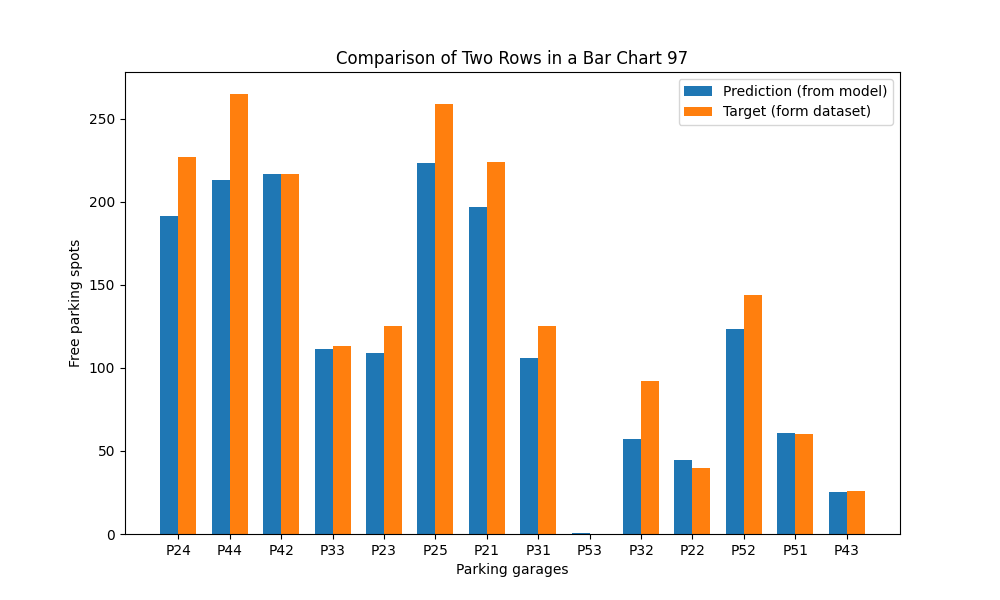 Comparison of Two Rows in a Bar Chart 97
Prediction (from model)
Target (form dataset)
250
200
150
100
50
0
Free parking spots
P24 P44 P42 P33 P23 P25 P21 P31 P53 P32 P22 P52 P51 P43
Parking garages